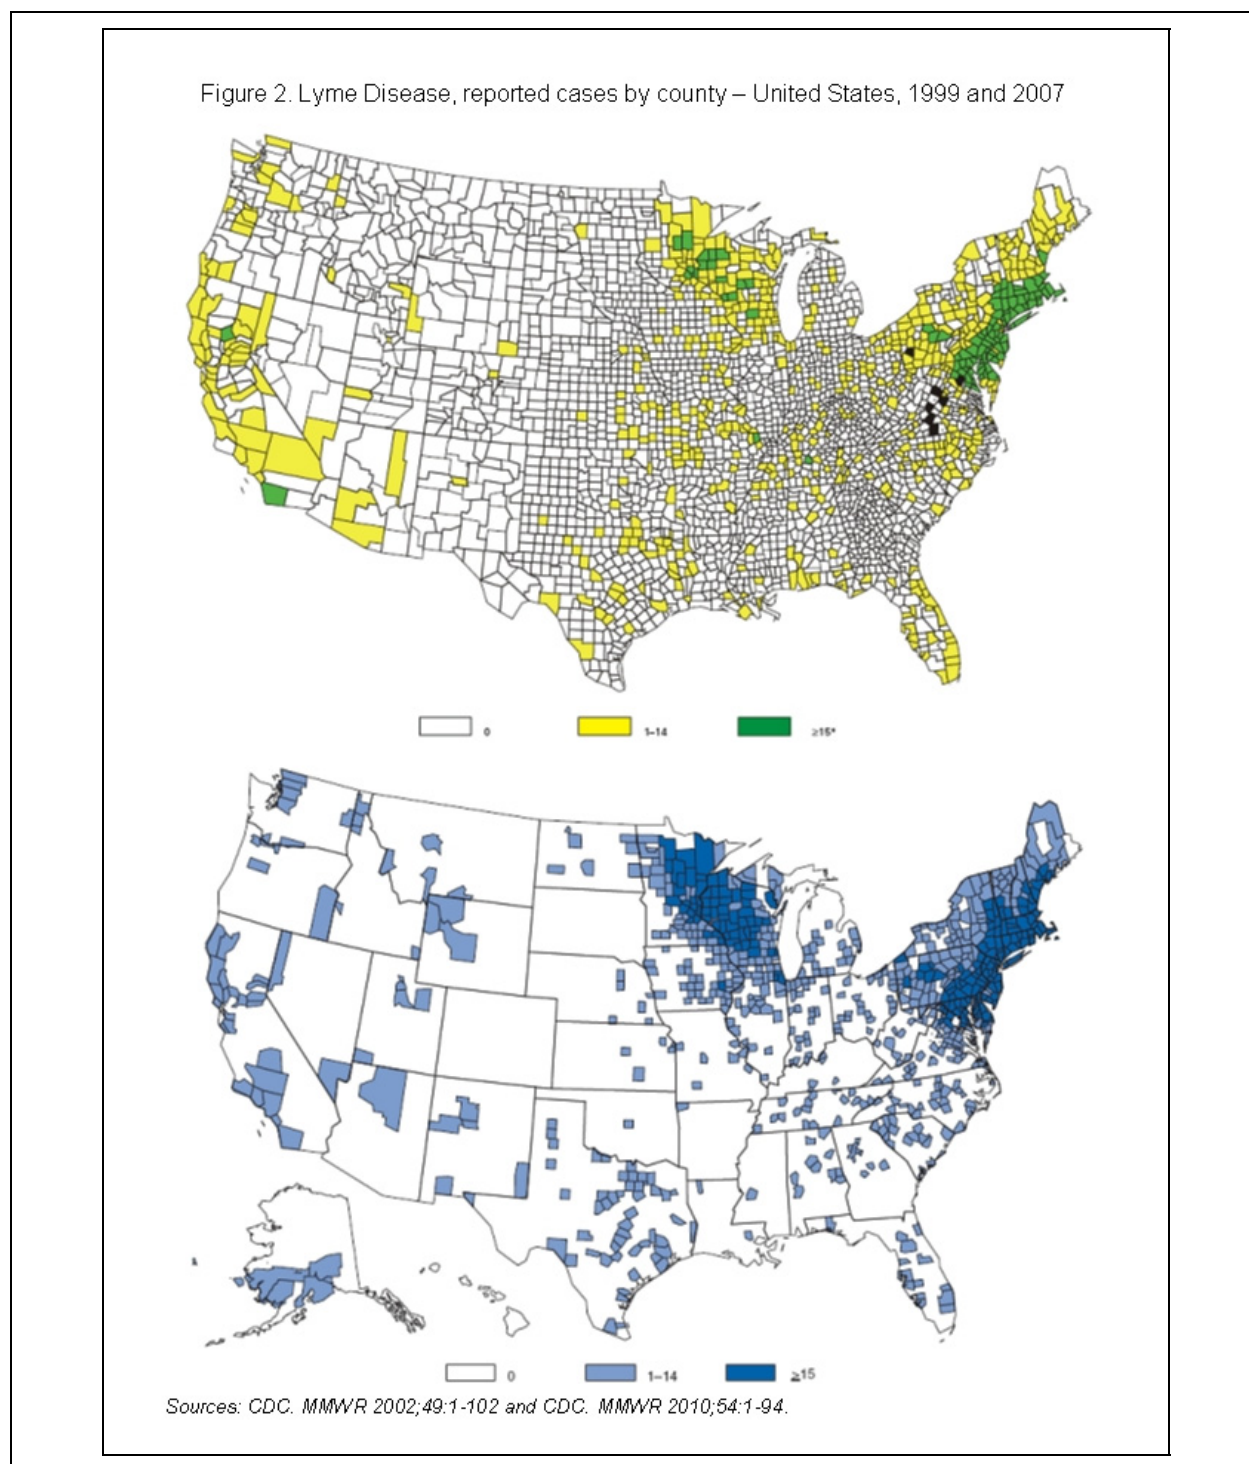 Figure 2. Lyme Disease, reported cases by county – United States, 1999 and 2007
0 1–14 ≥15*
0 1–14 ≥15
Sources: CDC. MMWR 2002;49:1-102 and CDC. MMWR 2010;54:1-94.